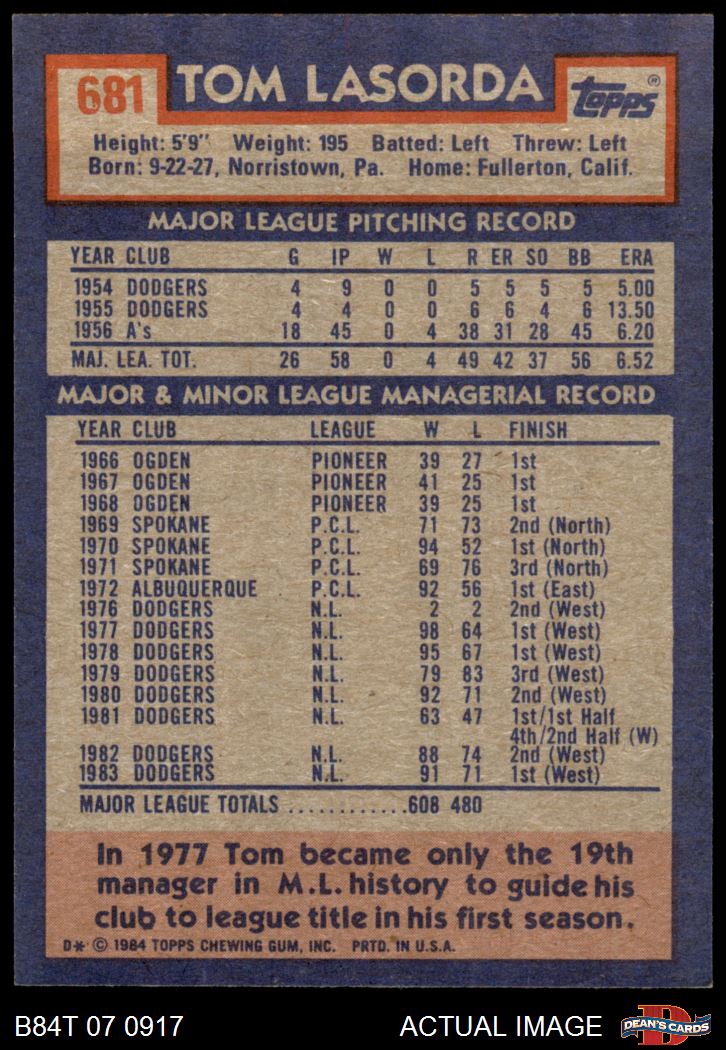 681 TOM LASORDA topps®
Height: 5'9" Weight: 195 Batted: Left Threw: Left
Born: 9-22-27, Norristown, Pa. Home: Fullerton, Calif.
MAJOR LEAGUE PITCHING RECORD
YEAR CLUB G IP W L R ER SO BB ERA
1954 DODGERS 4 9 0 0 5 5 5 5 5.00
1955 DODGERS 4 4 0 0 6 6 4 6 13.50
1956 A's 18 45 0 4 38 31 28 45 6.20
MAJ. LEA. TOT. 26 58 0 4 49 42 37 56 6.52
MAJOR & MINOR LEAGUE MANAGERIAL RECORD
YEAR CLUB LEAGUE W L FINISH
1966 OGDEN PIONEER 39 27 1st
1967 OGDEN PIONEER 41 25 1st
1968 OGDEN PIONEER 39 25 1st
1969 SPOKANE P.C.L. 71 73 2nd (North)
1970 SPOKANE P.C.L. 94 52 1st (North)
1971 SPOKANE P.C.L. 69 76 3rd (North)
1972 ALBUQUERQUE P.C.L. 92 56 1st (East)
1976 DODGERS N.L. 2 2 2nd (West)
1977 DODGERS N.L. 98 64 1st (West)
1978 DODGERS N.L. 95 67 1st (West)
1979 DODGERS N.L. 79 83 3rd (West)
1980 DODGERS N.L. 92 71 2nd (West)
1981 DODGERS N.L. 63 47 1st/1st Half
4th/2nd Half (W)
1982 DODGERS N.L. 88 74 2nd (West)
1983 DODGERS N.L. 91 71 1st (West)
MAJOR LEAGUE TOTALS ............608 480
In 1977 Tom became only the 19th
manager in M.L. history to guide his
club to league title in his first season.
D* © 1984 TOPPS CHEWING GUM, INC. PRTD. IN U.S.A.
B84T 07 0917 ACTUAL IMAGE D DEAN'S CARDS